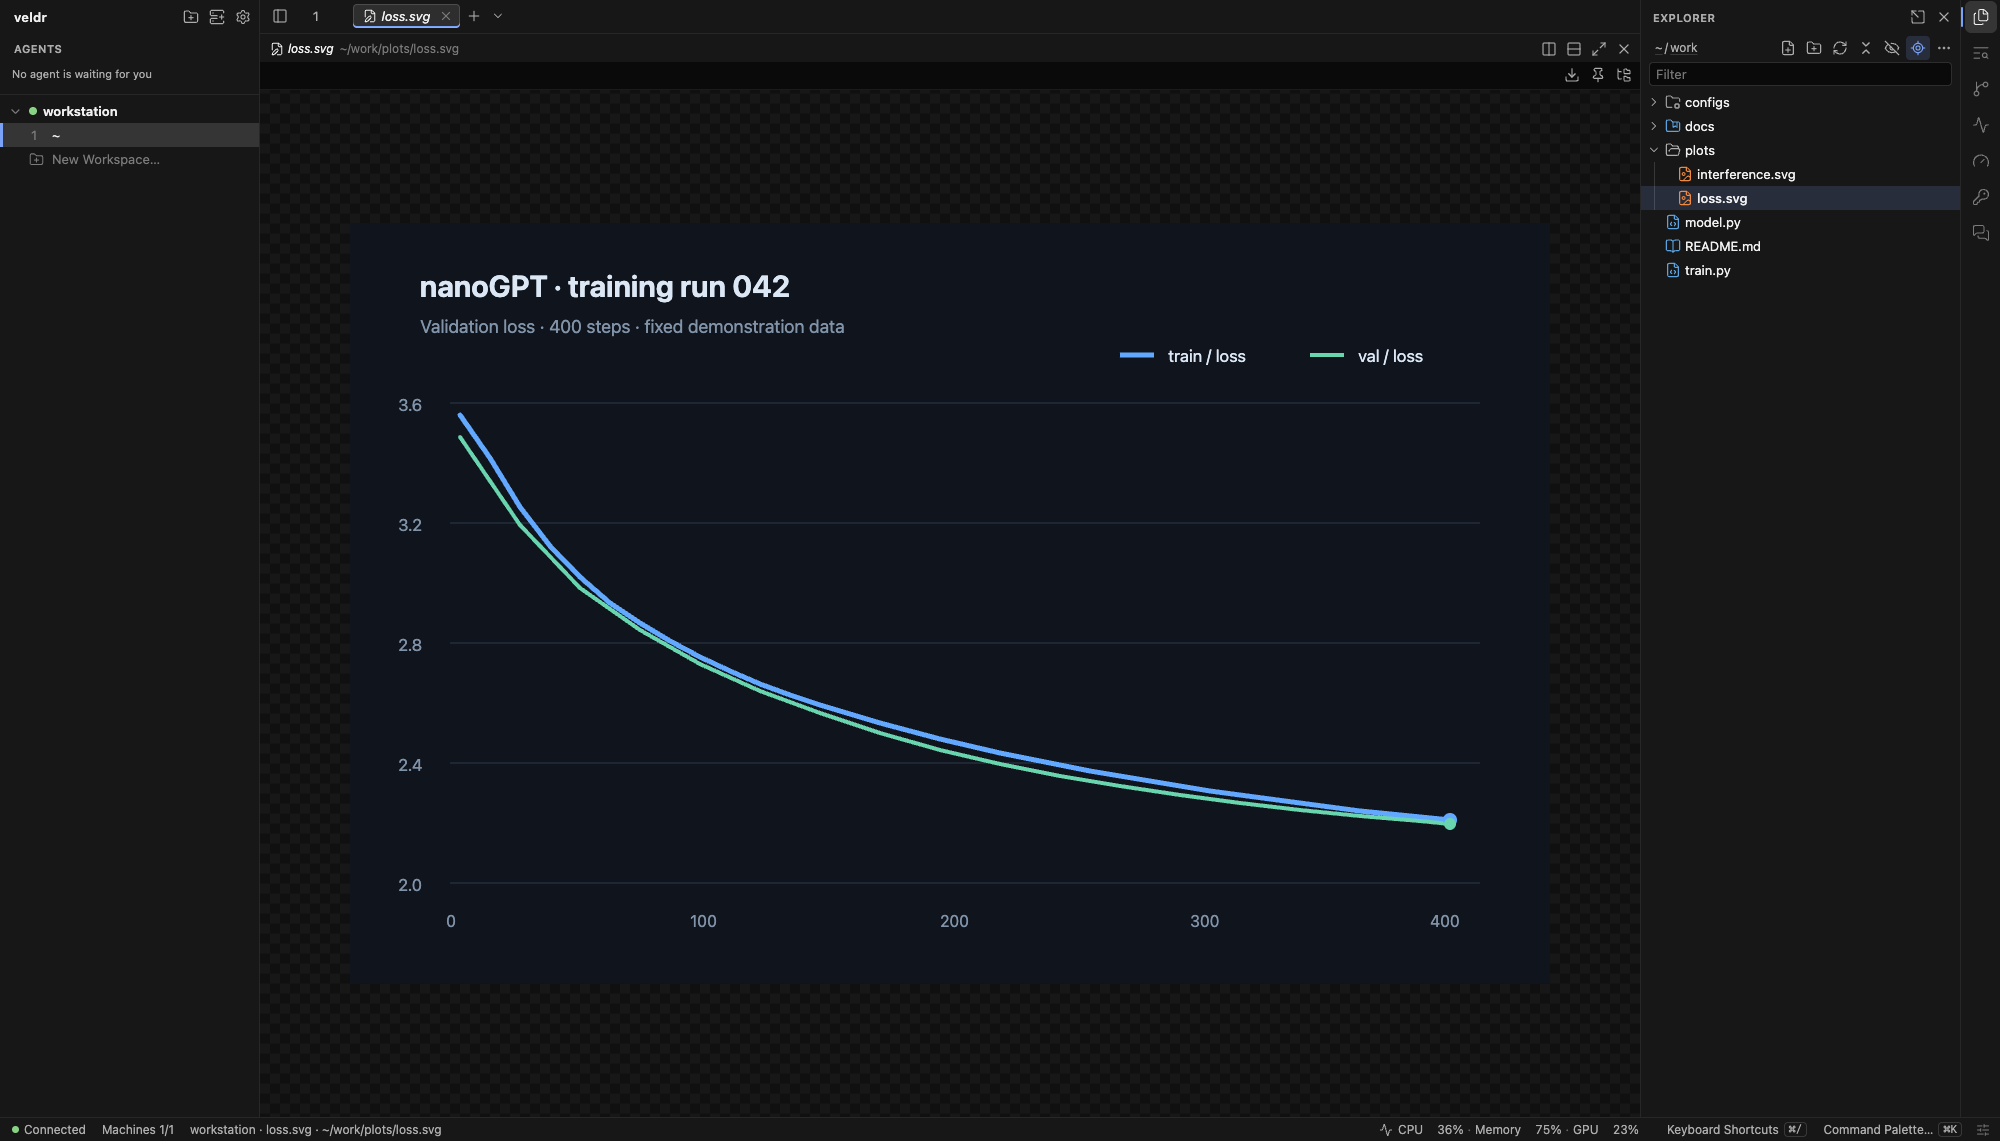 veldr
AGENTS
No agent is waiting for you
workstation
1 ~
New Workspace...
1
loss.svg
loss.svg ~/work/plots/loss.svg
nanoGPT · training run 042
Validation loss · 400 steps · fixed demonstration data
train / loss
val / loss
3.6
3.2
2.8
2.4
2.0
0 100 200 300 400
EXPLORER
~/work
Filter
configs
docs
plots
interference.svg
loss.svg
model.py
README.md
train.py
Connected Machines 1/1 workstation · loss.svg · ~/work/plots/loss.svg
CPU 36% · Memory 75% · GPU 23% Keyboard Shortcuts ⌘/ Command Palette... ⌘K